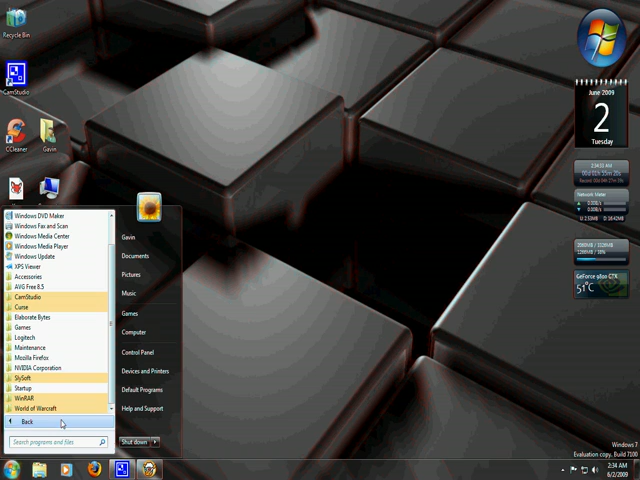 Recycle Bin
CamStudio
CCleaner
Gavin
Windows DVD Maker
Windows Fax and Scan
Windows Media Center
Windows Media Player
Windows Update
XPS Viewer
Accessories
AVG Free 8.5
CamStudio
Curse
Elaborate Bytes
Games
Logitech
Maintenance
Mozilla Firefox
NVIDIA Corporation
SlySoft
Startup
WinRAR
World of Warcraft
Back
Search programs and files
Gavin
Documents
Pictures
Music
Games
Computer
Control Panel
Devices and Printers
Default Programs
Help and Support
Shut down
June 2009
2
Tuesday
Network Meter
GeForce 9800 GTX
51°C
Windows 7
Evaluation copy. Build 7100
2:34 AM
6/2/2009